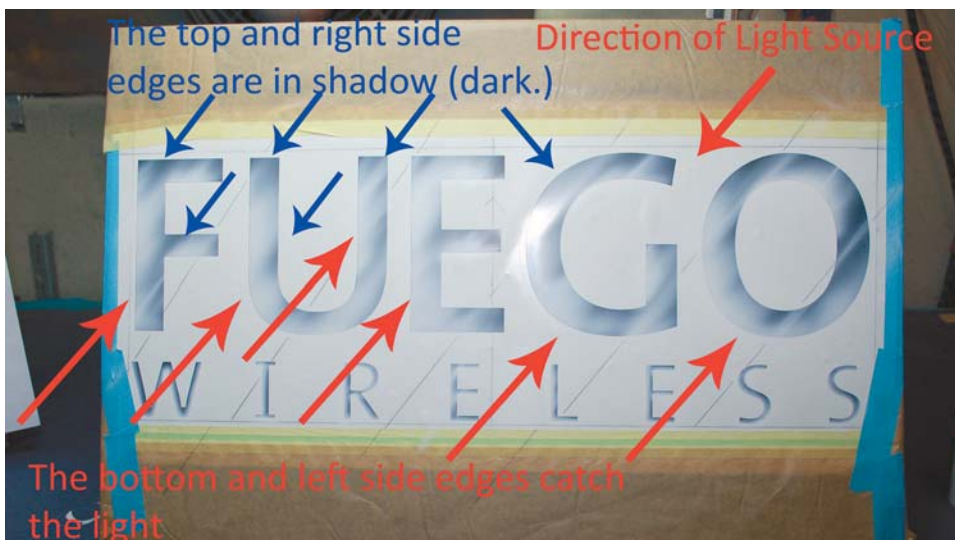 The top and right side
edges are in shadow (dark.)
Direction of Light Source
FUEGO
WIRELESS
The bottom and left side edges catch
the light